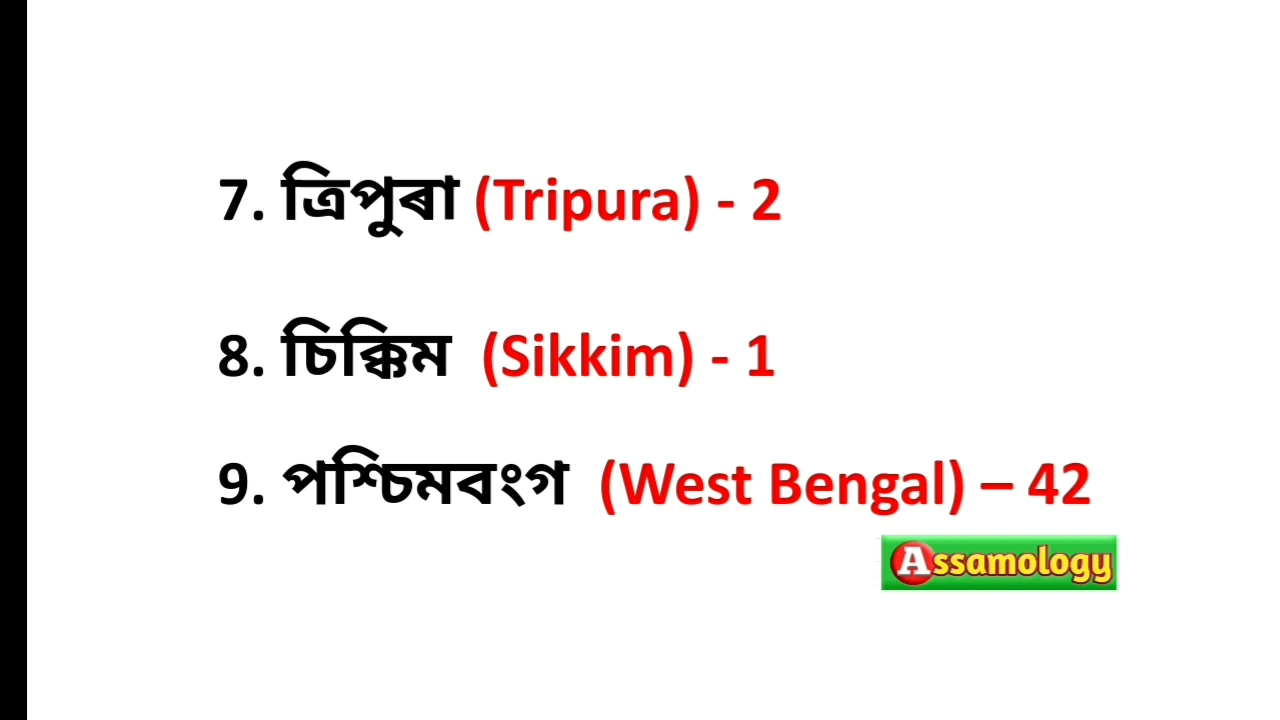 7. ত্ৰিপুৰা (Tripura) - 2
8. চিক্কিম (Sikkim) - 1
9. পশ্চিমবংগ (West Bengal) – 42
Assamology